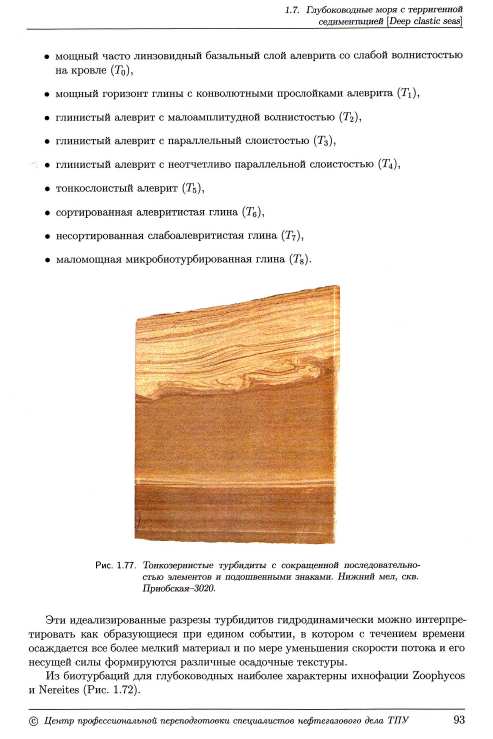 1.7. Глубоководные моря с терригенной
седиментацией [Deep clastic seas]
• мощный часто линзовидный базальный слой алеврита со слабой волнистостью
на кровле (T₀),
• мощный горизонт глины с конволютными прослойками алеврита (T₁),
• глинистый алеврит с малоамплитудной волнистостью (T₂),
• глинистый алеврит с параллельный слоистостью (T₃),
• глинистый алеврит с неотчетливо параллельной слоистостью (T₄),
• тонкослоистый алеврит (T₅),
• сортированная алевритистая глина (T₆),
• несортированная слабоалевритистая глина (T₇),
• маломощная микробиотурбированная глина (T₈).
Рис. 1.77. Тонкозернистые турбидиты с сокращенной последовательно-
стью элементов и подошвенными знаками. Нижний мел, скв.
Приобская–3020.
Эти идеализированные разрезы турбидитов гидродинамически можно интерпре-
тировать как образующиеся при едином событии, в котором с течением времени
осаждается все более мелкий материал и по мере уменьшения скорости потока и его
несущей силы формируются различные осадочные текстуры.
Из биотурбаций для глубоководных наиболее характерны ихнофации Zoophycos
и Nereites (Рис. 1.72).
© Центр профессиональной переподготовки специалистов нефтегазового дела ТПУ 93